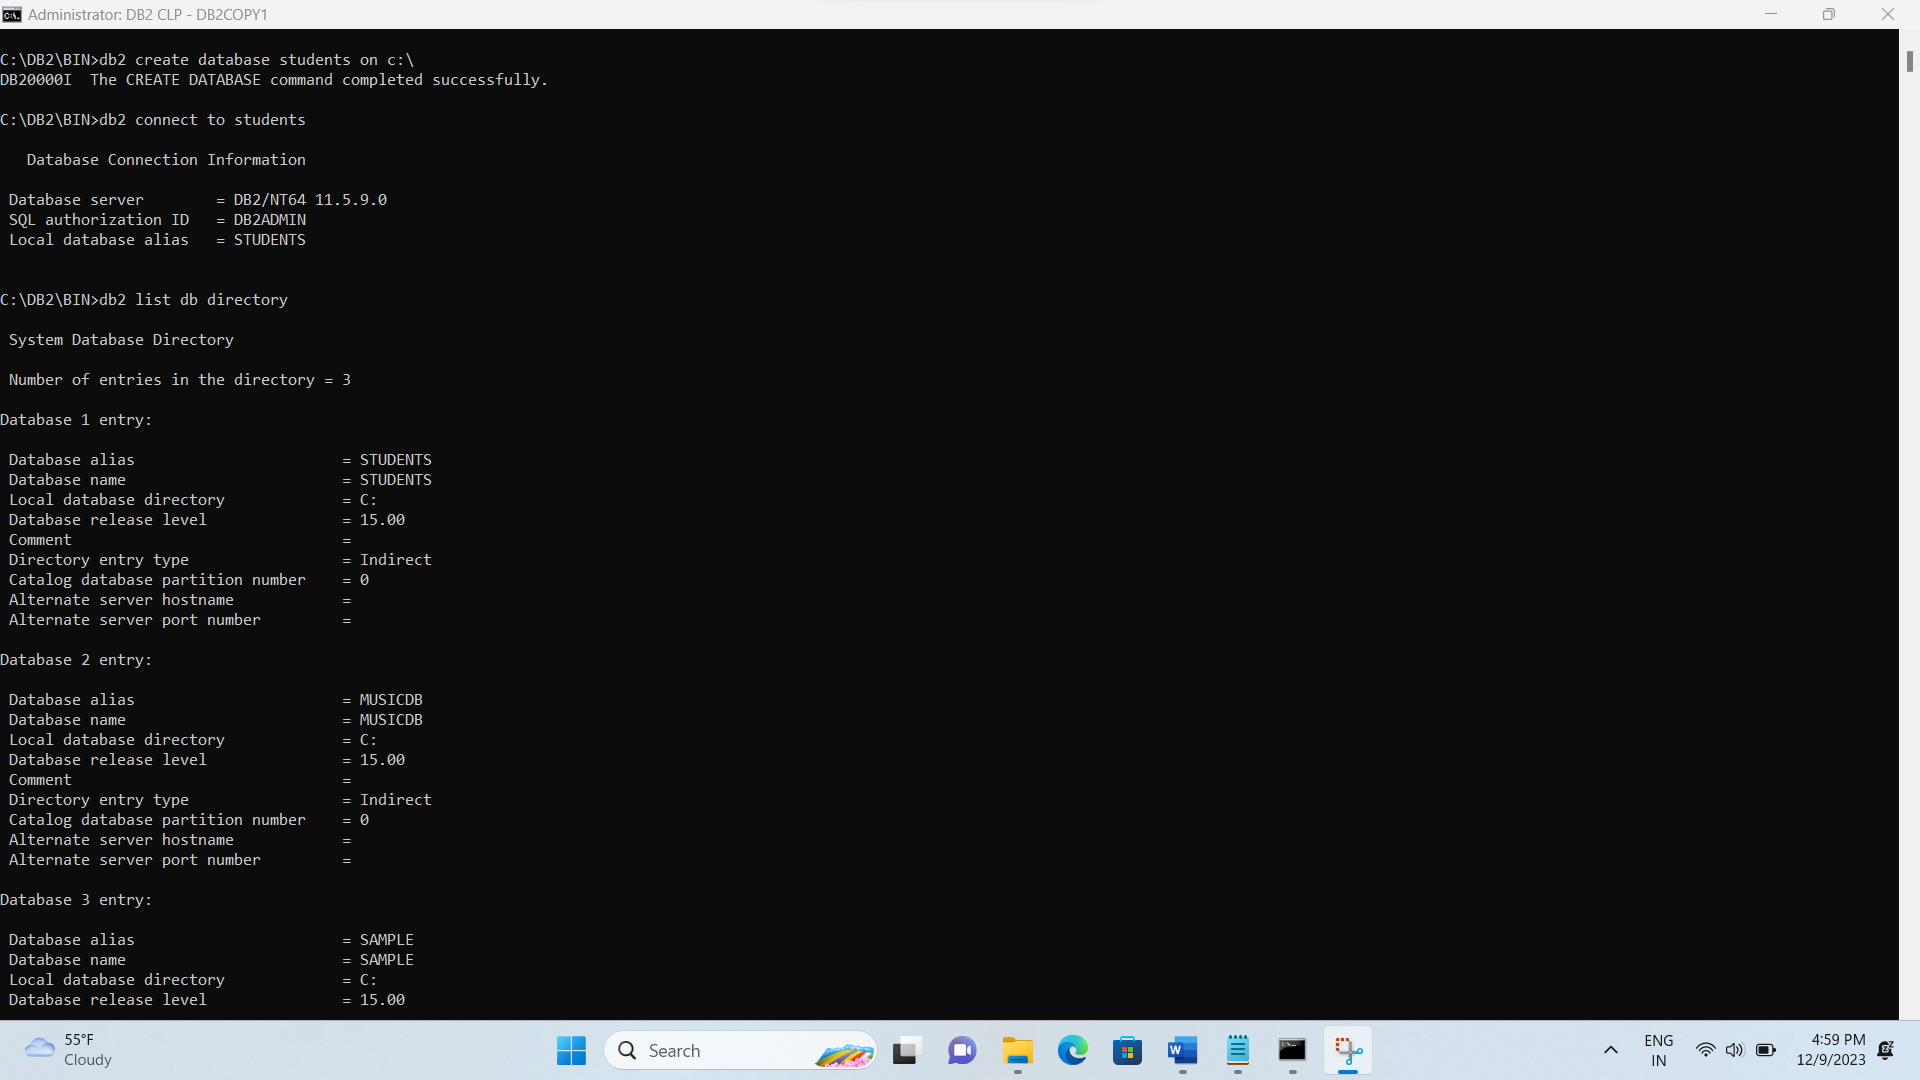 Administrator: DB2 CLP - DB2COPY1
C:\DB2\BIN>db2 create database students on c:\
DB20000I  The CREATE DATABASE command completed successfully.
C:\DB2\BIN>db2 connect to students
Database Connection Information
Database server        = DB2/NT64 11.5.9.0
SQL authorization ID   = DB2ADMIN
Local database alias   = STUDENTS
C:\DB2\BIN>db2 list db directory
System Database Directory
Number of entries in the directory = 3
Database 1 entry:
Database alias                       = STUDENTS
Database name                        = STUDENTS
Local database directory             = C:
Database release level               = 15.00
Comment                              =
Directory entry type                 = Indirect
Catalog database partition number    = 0
Alternate server hostname            =
Alternate server port number         =
Database 2 entry:
Database alias                       = MUSICDB
Database name                        = MUSICDB
Local database directory             = C:
Database release level               = 15.00
Comment                              =
Directory entry type                 = Indirect
Catalog database partition number    = 0
Alternate server hostname            =
Alternate server port number         =
Database 3 entry:
Database alias                       = SAMPLE
Database name                        = SAMPLE
Local database directory             = C:
Database release level               = 15.00
55°F
Cloudy
Search
ENG
IN
4:59 PM
12/9/2023